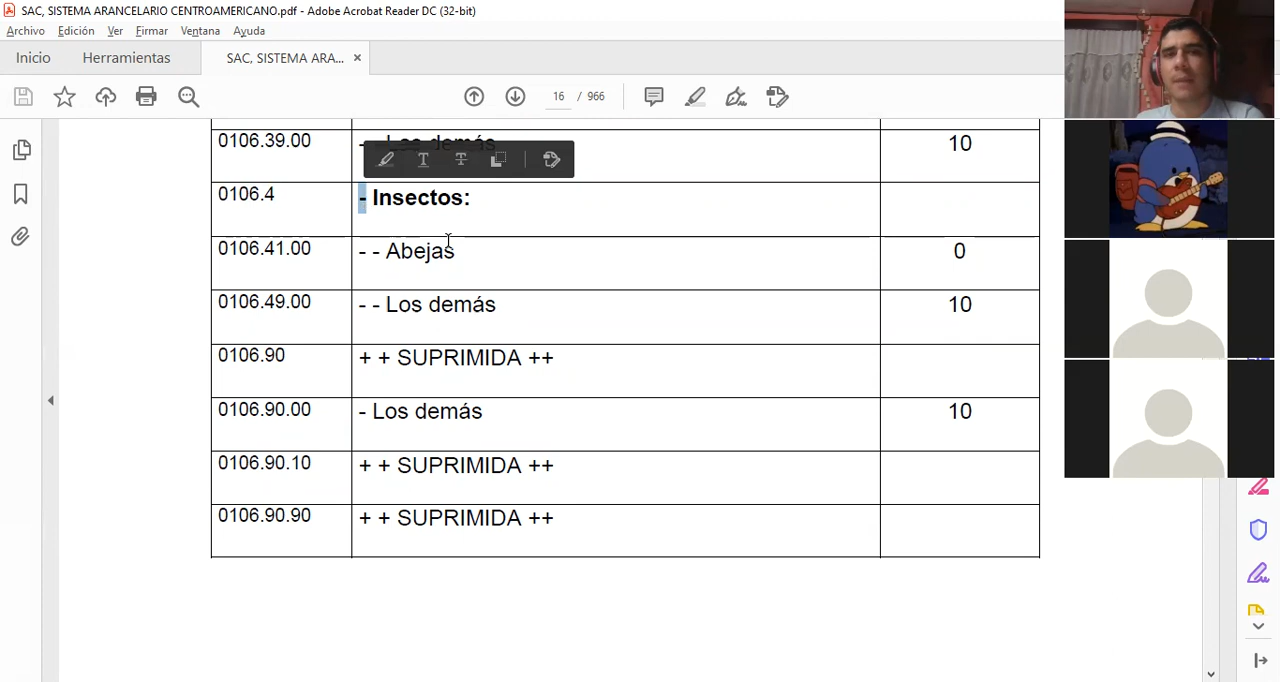 SAC, SISTEMA ARANCELARIO CENTROAMERICANO.pdf - Adobe Acrobat Reader DC (32-bit)
Archivo Edición Ver Firmar Ventana Ayuda
Inicio Herramientas SAC, SISTEMA ARA... ×
16 / 966
0106.39.00 - - Los demás 10
0106.4 - Insectos:
0106.41.00 - - Abejas 0
0106.49.00 - - Los demás 10
0106.90 + + SUPRIMIDA ++
0106.90.00 - Los demás 10
0106.90.10 + + SUPRIMIDA ++
0106.90.90 + + SUPRIMIDA ++